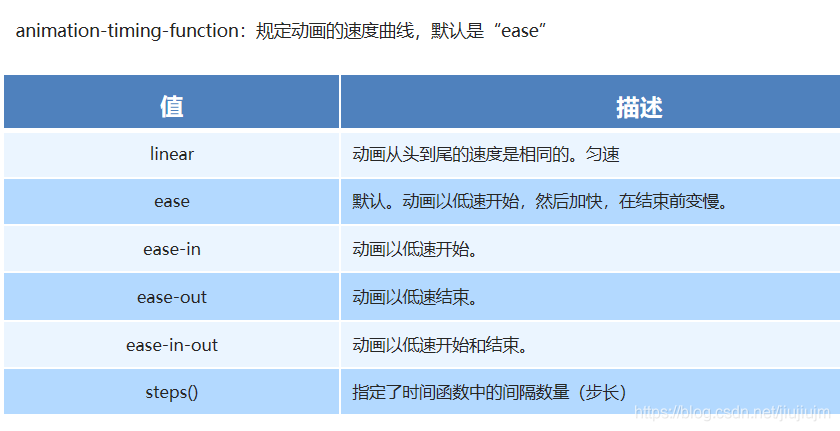 animation-timing-function：规定动画的速度曲线，默认是“ease”
值 描述
linear 动画从头到尾的速度是相同的。匀速
ease 默认。动画以低速开始，然后加快，在结束前变慢。
ease-in 动画以低速开始。
ease-out 动画以低速结束。
ease-in-out 动画以低速开始和结束。
steps() 指定了时间函数中的间隔数量（步长）
https://blog.csdn.net/jiujiujm